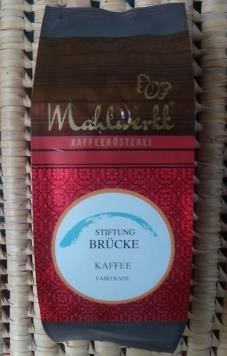 Mahlwerkk
KAFFEERÖSTEREI
STIFTUNG
BRÜCKE
KAFFEE
FAIRTRADE